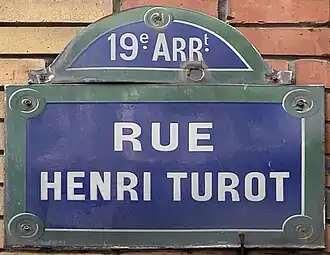 19e. ARRt.
RUE
HENRI TUROT